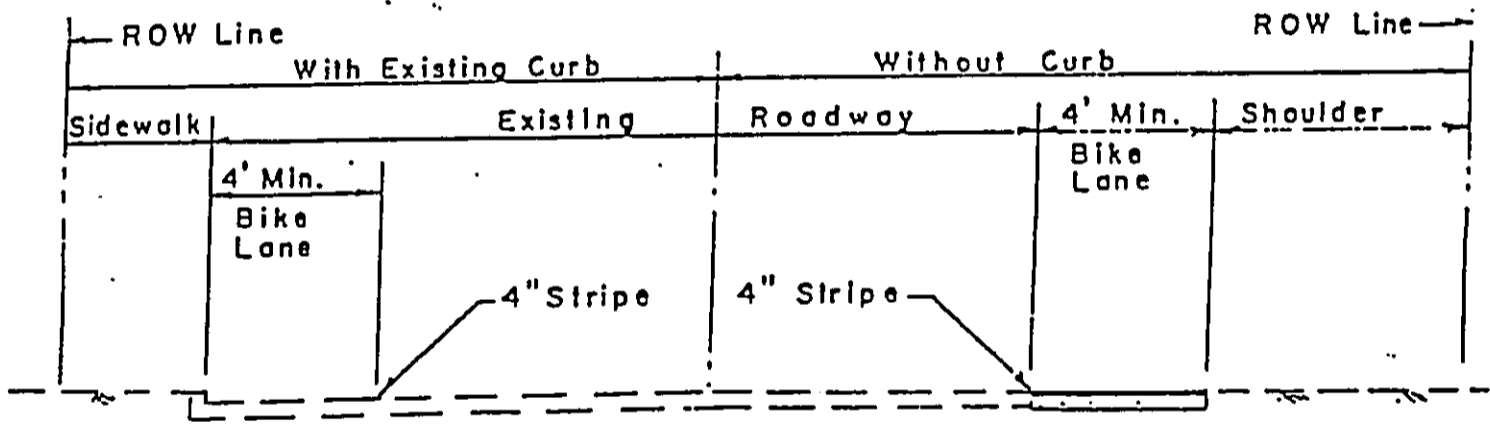 ROW Line
ROW Line
With Existing Curb
Without Curb
Sidewalk
Existing Roadway
4' Min.
Shoulder
Bike
Lane
4' Min.
Bike
Lane
4" Stripe
4" Stripe